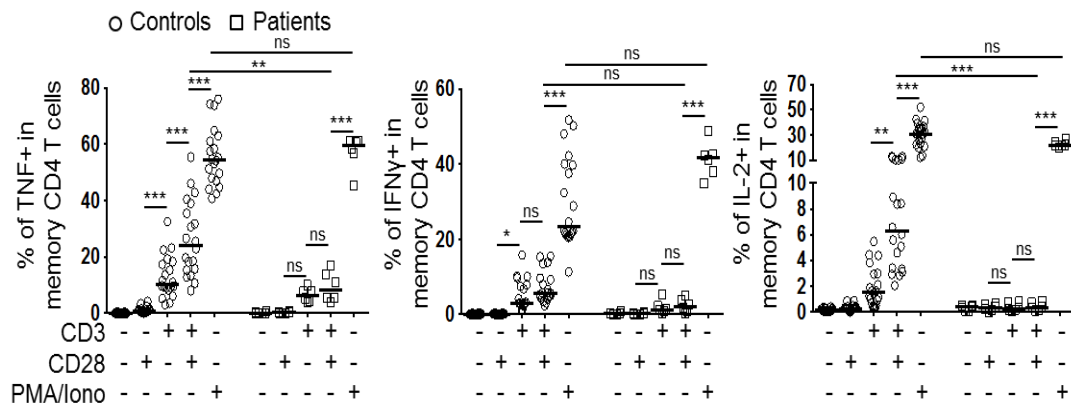 Controls Patients
ns
**
***
***
***
ns
ns
***
% of TNF+ in
memory CD4 T cells
80
60
40
20
0
ns
ns
***
ns
*
ns
ns
***
% of IFNγ+ in
memory CD4 T cells
60
40
20
0
ns
***
***
**
ns
ns
***
% of IL-2+ in
memory CD4 T cells
70
50
30
10
8
6
4
2
0
CD3 - - + + - - - + + - - - + + - - - + + - - - + + - - - + + -
CD28 - + - + - - + - + - - + - + - - + - + - - + - + - - + - + -
PMA/Iono - - - - + - - - - + - - - - + - - - - + - - - - + - - - - +